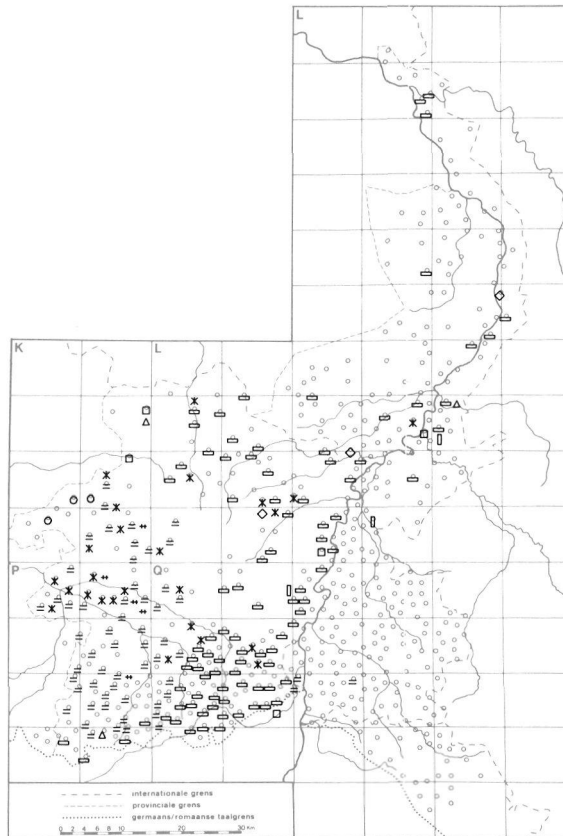 L
K L
P Q
internationale grens
provinciale grens
germaans/romaanse taalgrens
0 2 4 6 8 10 20 30 Km